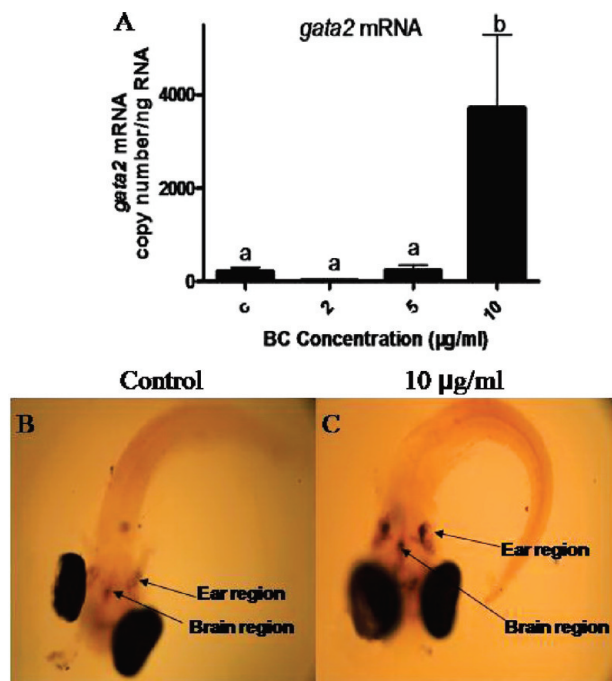 A
gata2 mRNA
b
gata2 mRNA
copy number/ng RNA
4000
2000
0
a
a
a
c
2
5
10
BC Concentration (µg/ml)
Control
10 µg/ml
B
Ear region
Brain region
C
Ear region
Brain region